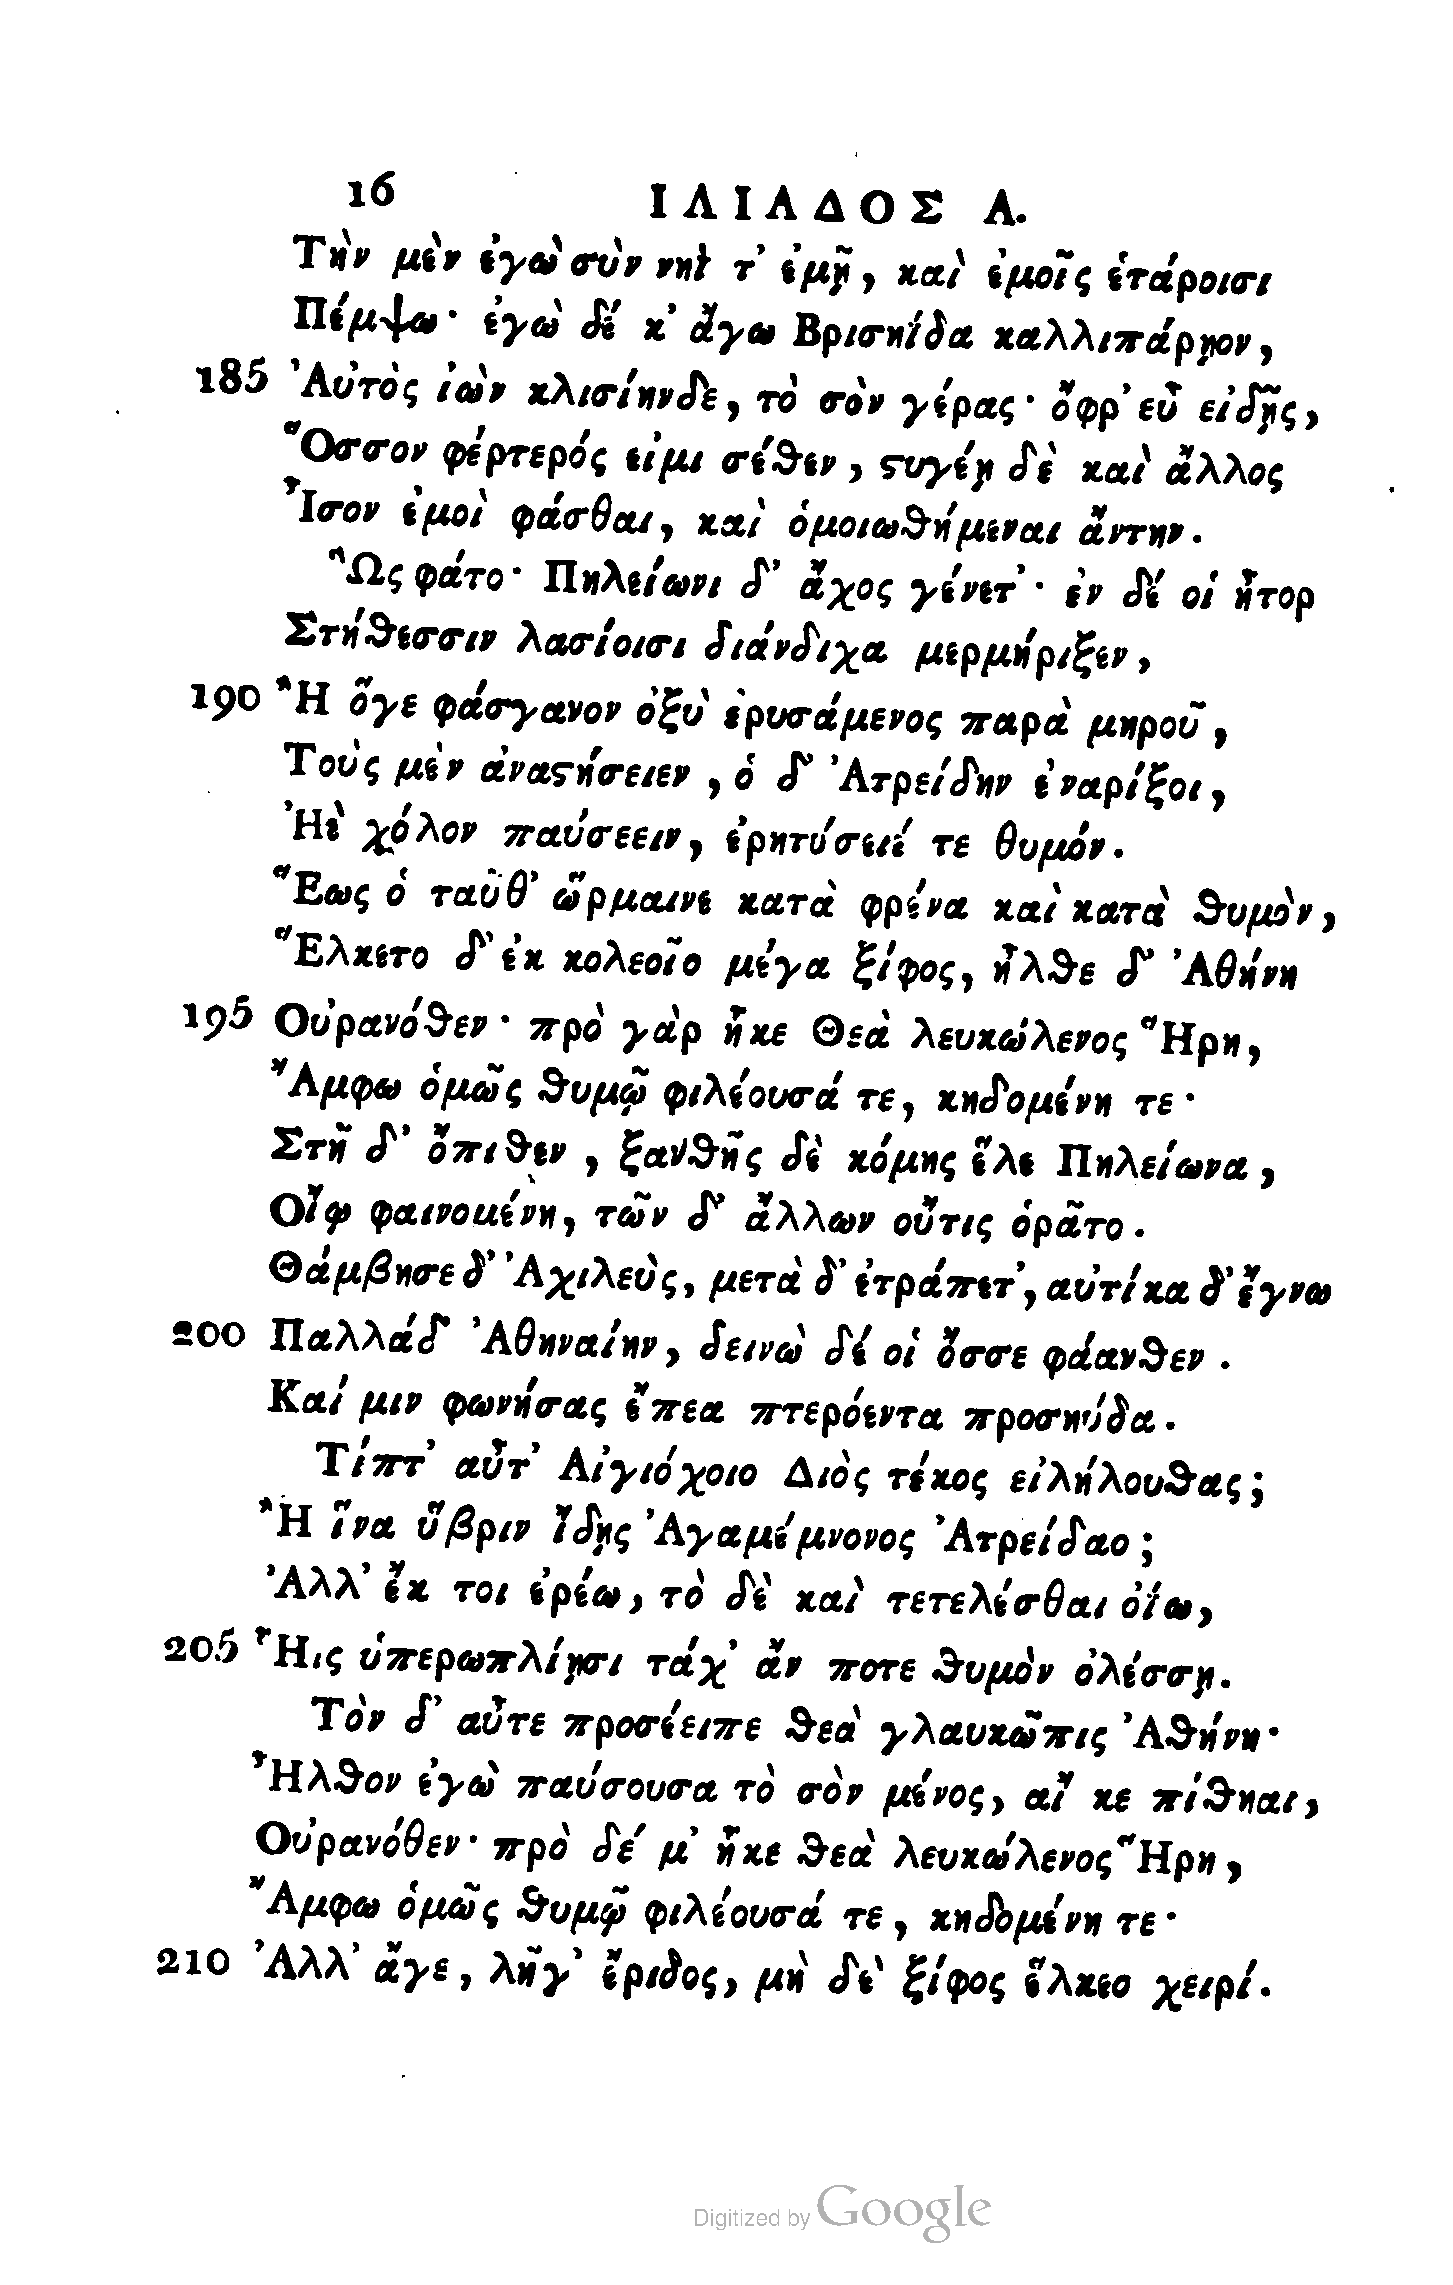 16 ΙΛΙΑΔΟΣ Α.
Τὴν μὲν ἐγὼ σὺν νηῒ τ' ἐμῇ, καὶ ἐμοῖς ἑτάροισι
Πέμψω· ἐγὼ δέ κ' ἄγω Βρισηΐδα καλλιπάρῃον,
185 Ἀὐτὸς ἰὼν κλισίηνδε, τὸ σὸν γέρας· ὄφρ' εὖ εἰδῇς,
Ὅσσον φέρτερός εἰμι σέθεν, ϛυγέῃ δὲ καὶ ἄλλος
Ἶσον ἐμοὶ φάσθαι, καὶ ὁμοιωθήμεναι ἄντην.
Ὣς φάτο· Πηλείωνι δ' ἄχος γένετ'· ἐν δέ οἱ ἦτορ
Στήθεσσιν λασίοισι διάνδιχα μερμήριξεν,
190 Ἢ ὅγε φάσγανον ὀξὺ ἐρυσάμενος παρὰ μηροῦ,
Τοὺς μὲν ἀναϛήσειεν, ὁ δ' Ἀτρείδην ἐναρίξοι,
Ἠὲ χόλον παύσεειν, ἐρητύσειέ τε θυμόν.
Ἕως ὁ ταῦθ' ὥρμαινε κατὰ φρένα καὶ κατὰ θυμὸν,
Ἕλκετο δ' ἐκ κολεοῖο μέγα ξίφος, ἦλθε δ' Ἀθήνη
195 Οὐρανόθεν· πρὸ γὰρ ἧκε Θεὰ λευκώλενος Ἥρη,
Ἄμφω ὁμῶς θυμῷ φιλέουσά τε, κηδομένη τε·
Στῆ δ' ὄπιθεν, ξανθῆς δὲ κόμης ἕλε Πηλείωνα,
Οἴῳ φαινομένη, τῶν δ' ἄλλων οὔτις ὁρᾶτο.
Θάμβησε δ' Ἀχιλεὺς, μετὰ δ' ἐτράπετ', αὐτίκα δ' ἔγνω
200 Παλλάδ' Ἀθηναίην, δεινὼ δέ οἱ ὄσσε φάανθεν.
Καί μιν φωνήσας ἔπεα πτερόεντα προσηύδα.
Τίπτ' αὖτ' Αἰγιόχοιο Διὸς τέκος εἰλήλουθας;
Ἢ ἵνα ὕβριν ἴδῃς Ἀγαμέμνονος Ἀτρείδαο;
Ἀλλ' ἔκ τοι ἐρέω, τὸ δὲ καὶ τετελέσθαι ὀΐω,
205 Ἧις ὑπερωπλίῃσι τάχ' ἄν ποτε θυμὸν ὀλέσσῃ.
Τὸν δ' αὖτε προσέειπε θεὰ γλαυκῶπις Ἀθήνη·
Ἦλθον ἐγὼ παύσουσα τὸ σὸν μένος, αἴ κε πίθηαι,
Οὐρανόθεν· πρὸ δέ μ' ἧκε θεὰ λευκώλενος Ἥρη,
Ἄμφω ὁμῶς θυμῷ φιλέουσά τε, κηδομένη τε·
210 Ἀλλ' ἄγε, λῆγ' ἔριδος, μὴ δὲ ξίφος ἕλκεο χειρί.
Digitized by Google